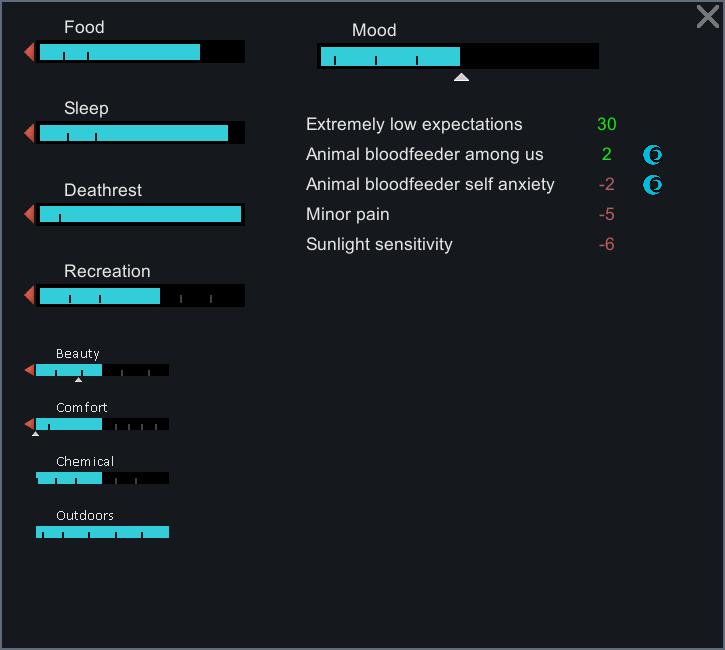 Food
Sleep
Deathrest
Recreation
Beauty
Comfort
Chemical
Outdoors
Mood
Extremely low expectations 30
Animal bloodfeeder among us 2
Animal bloodfeeder self anxiety -2
Minor pain -5
Sunlight sensitivity -6